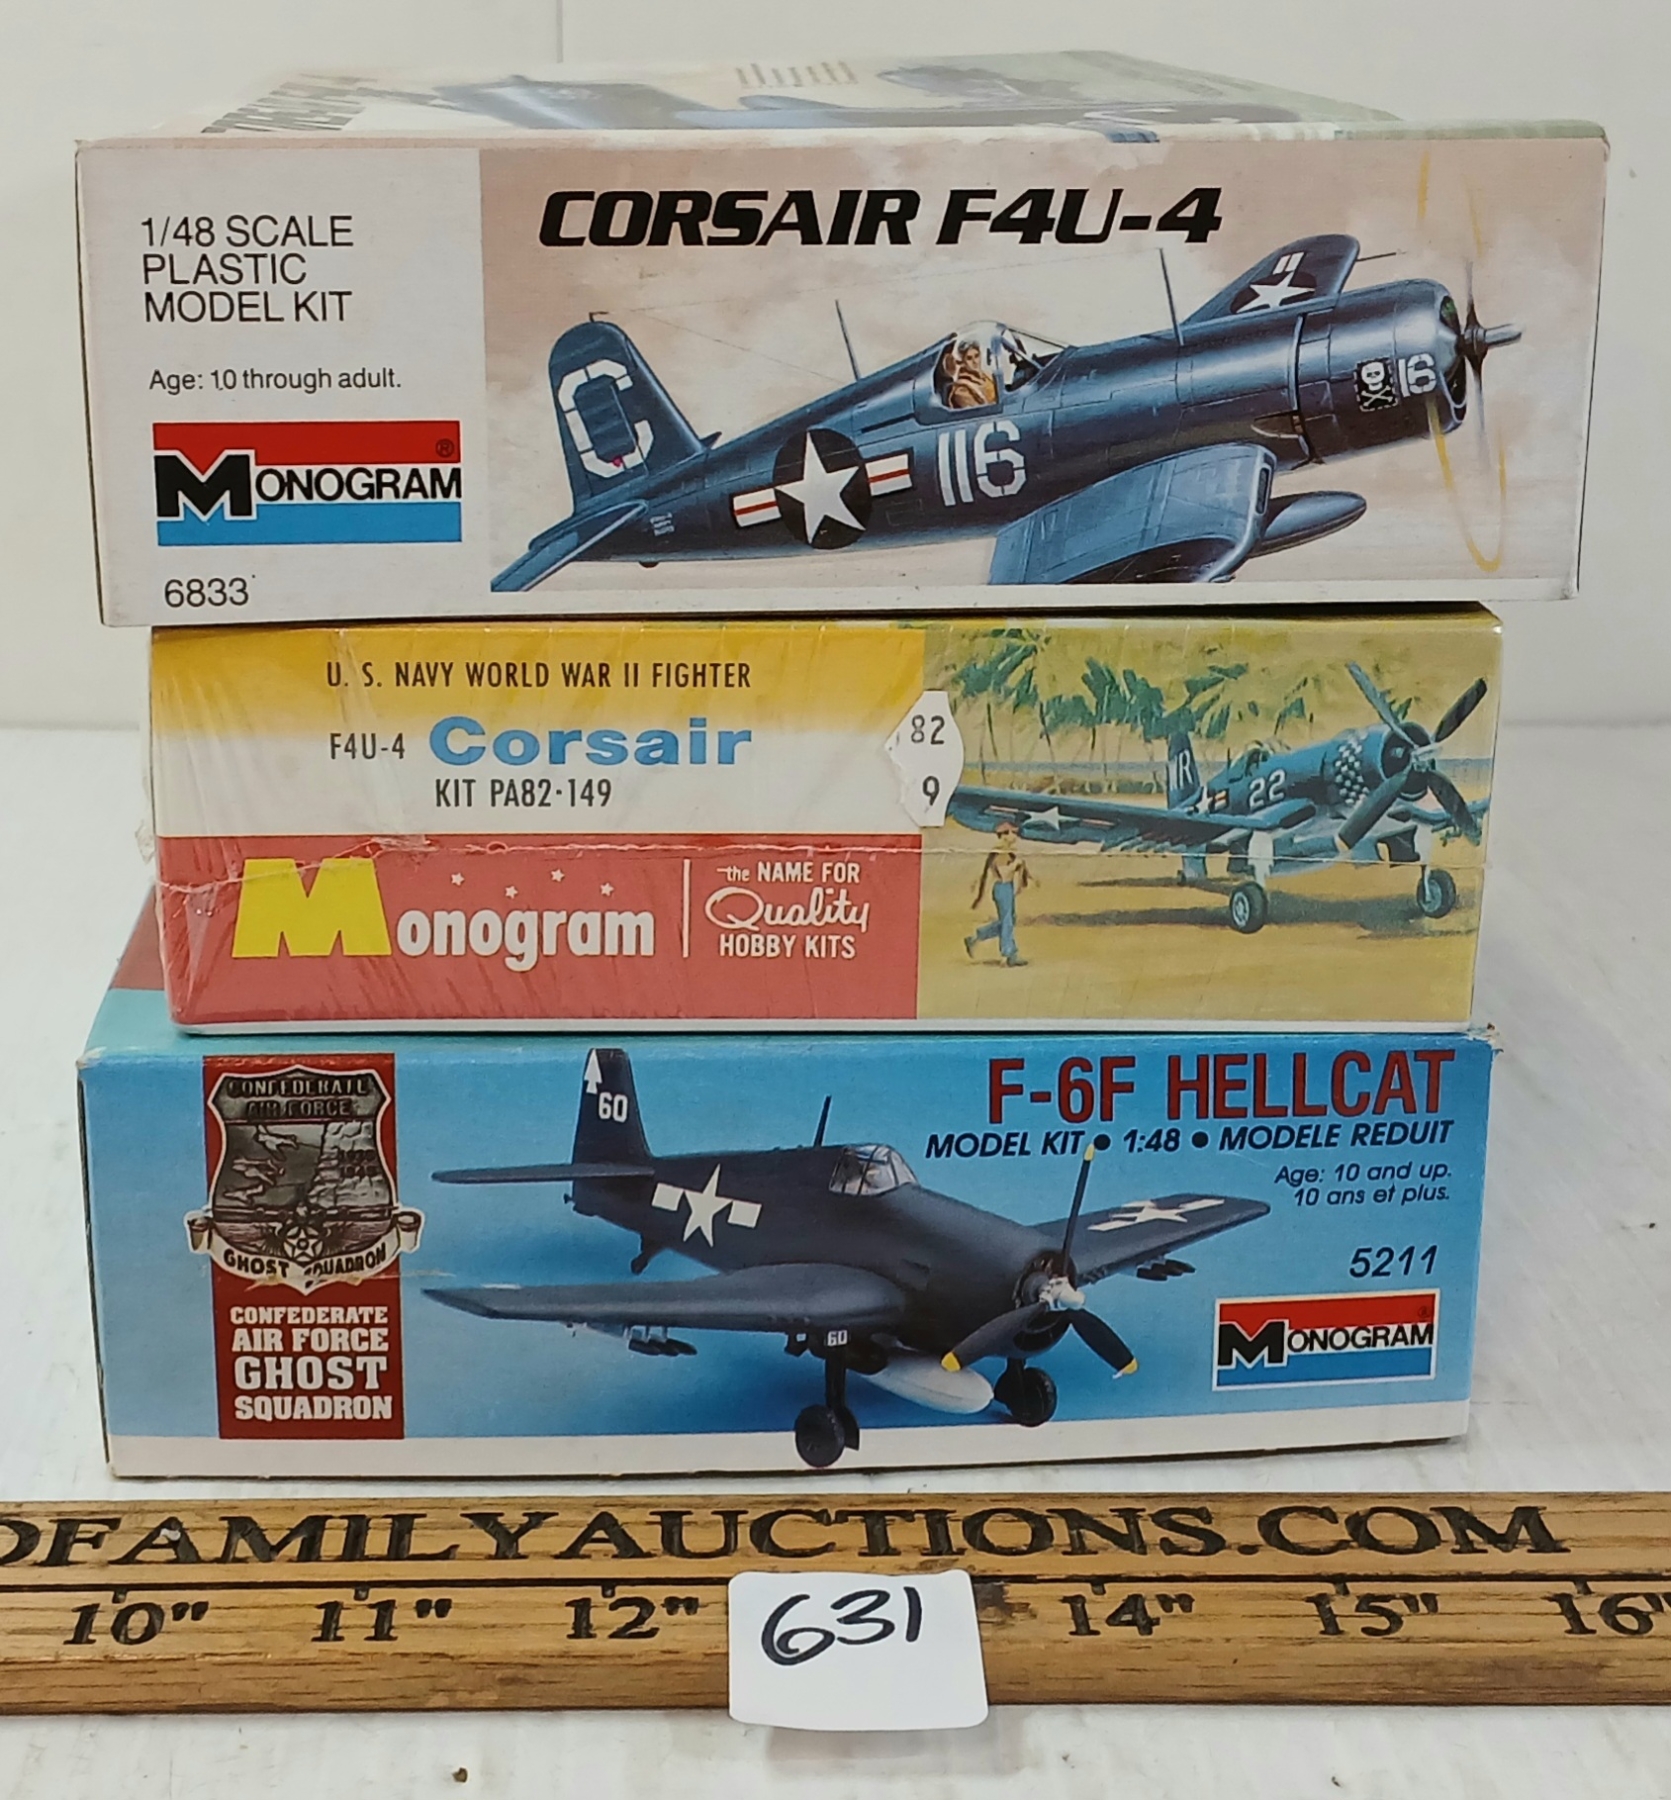 1/48 SCALE
PLASTIC
MODEL KIT
Age: 10 through adult.
MONOGRAM®
6833
CORSAIR F4U-4
C
116
16
U. S. NAVY WORLD WAR II FIGHTER
F4U-4 Corsair
KIT PA82-149
82
9
Monogram
the NAME FOR
Quality
HOBBY KITS
WR
22
CONFEDERATE
AIR FORCE
GHOST SQUADRON
CONFEDERATE
AIR FORCE
GHOST
SQUADRON
60
60
F-6F HELLCAT
MODEL KIT • 1:48 • MODELE REDUIT
Age: 10 and up.
10 ans et plus.
5211
MONOGRAM®
DFAMILYAUCTIONS.COM
10" 11" 12" 14" 15" 16"
631